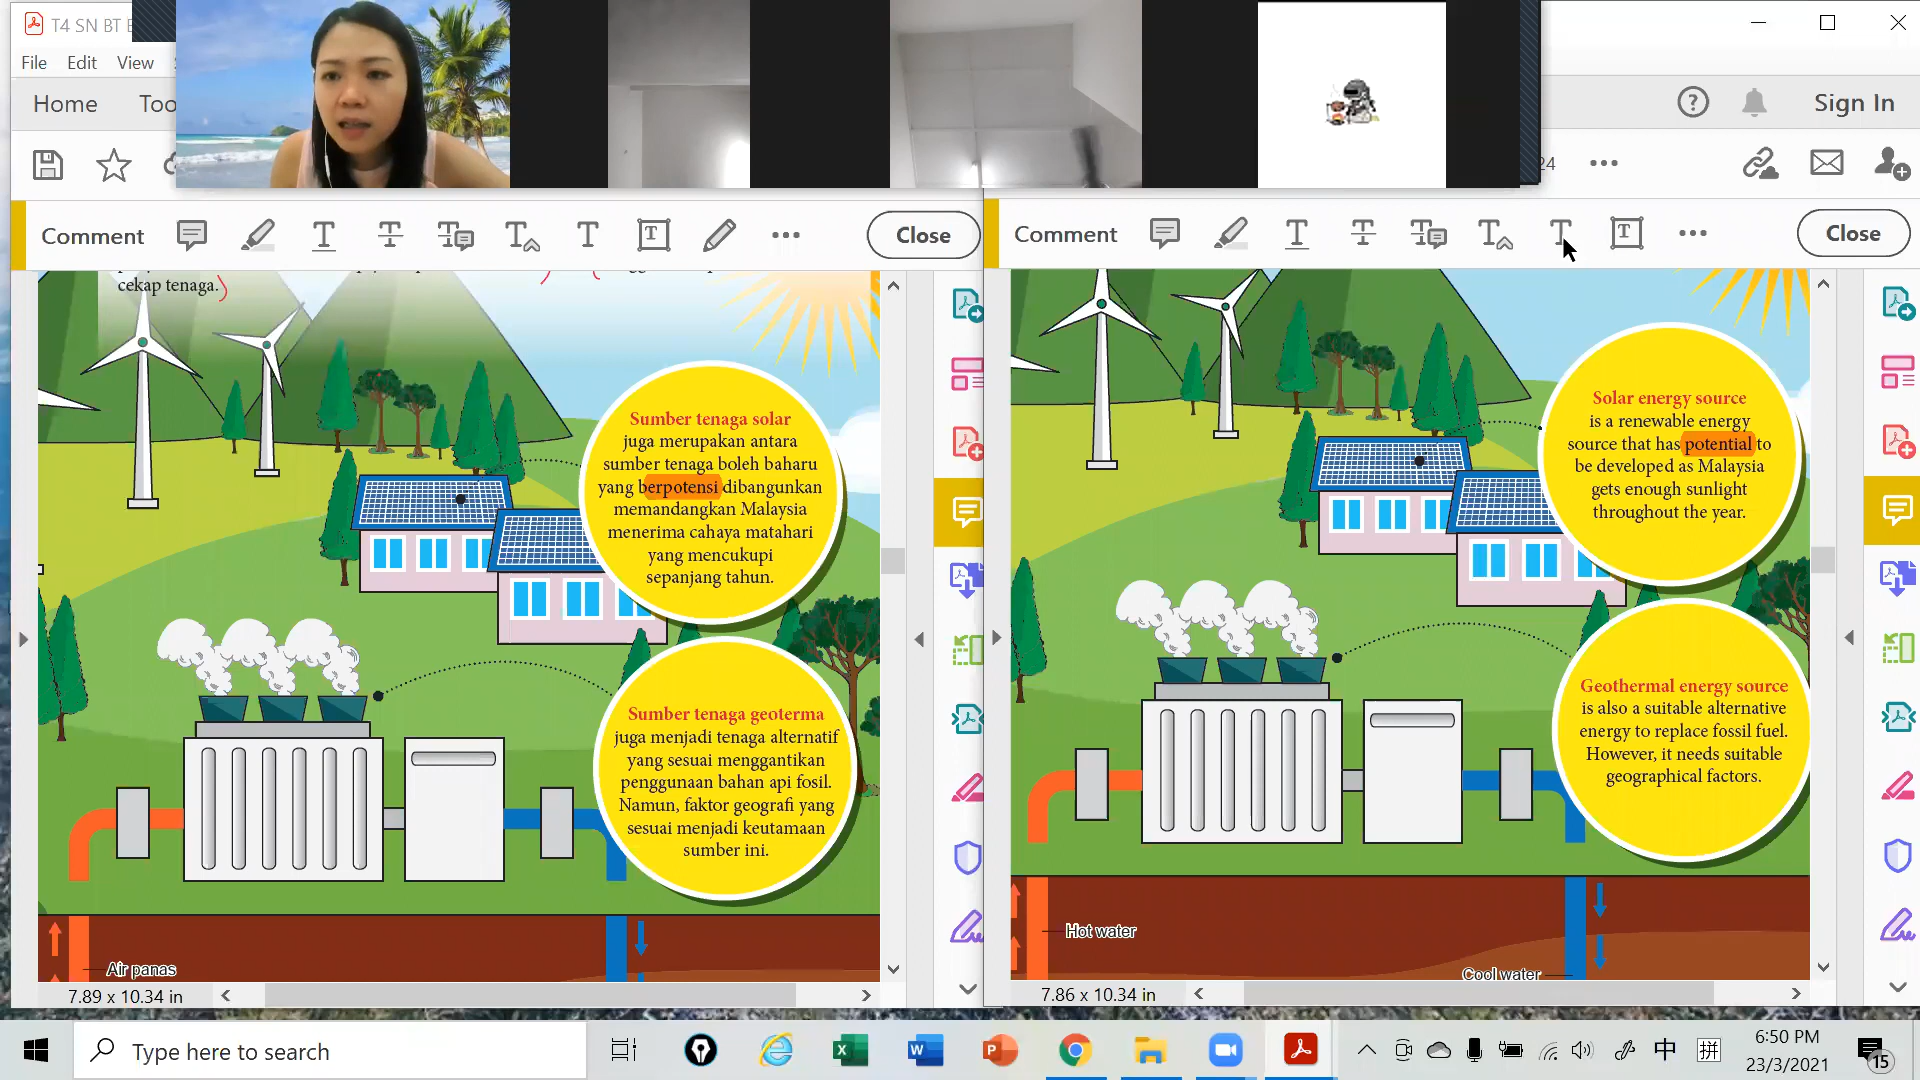 T4 SN BT
File Edit View
Home Too
Sign In
24
Comment
Close
Comment
Close
cekap tenaga.
Sumber tenaga solar
juga merupakan antara
sumber tenaga boleh baharu
yang berpotensi dibangunkan
memandangkan Malaysia
menerima cahaya matahari
yang mencukupi
sepanjang tahun.
Sumber tenaga geoterma
juga menjadi tenaga alternatif
yang sesuai menggantikan
penggunaan bahan api fosil.
Namun, faktor geografi yang
sesuai menjadi keutamaan
sumber ini.
Air panas
7.89 x 10.34 in
Solar energy source
is a renewable energy
source that has potential to
be developed as Malaysia
gets enough sunlight
throughout the year.
Geothermal energy source
is also a suitable alternative
energy to replace fossil fuel.
However, it needs suitable
geographical factors.
Hot water
Cool water
7.86 x 10.34 in
Type here to search
中
拼
6:50 PM
23/3/2021
15